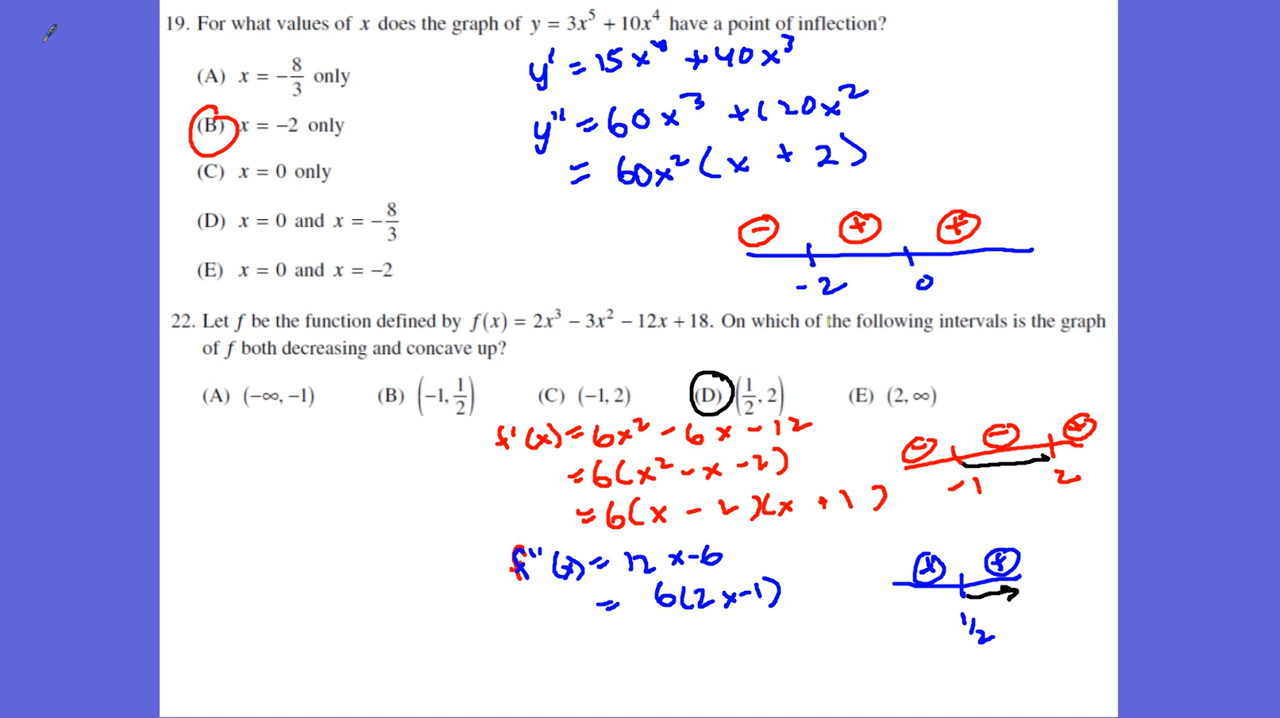 19. For what values of x does the graph of y = 3x⁵ + 10x⁴ have a point of inflection?
y' = 15x⁴ + 40x³
(A) x = -8/3 only
y'' = 60x³ + 120x²
(B) x = -2 only
= 60x² (x + 2)
(C) x = 0 only
(D) x = 0 and x = -8/3
- + +
(E) x = 0 and x = -2
-2 0
22. Let f be the function defined by f(x) = 2x³ - 3x² - 12x + 18. On which of the following intervals is the graph
of f both decreasing and concave up?
(A) (-∞, -1) (B) (-1, 1/2) (C) (-1, 2) (D) (1/2, 2) (E) (2, ∞)
f'(x) = 6x² - 6x - 12
= 6(x² - x - 2)
-1 2
= 6(x - 2)(x + 1)
f''(x) = 12x-6
= 6(2x-1)
1/2